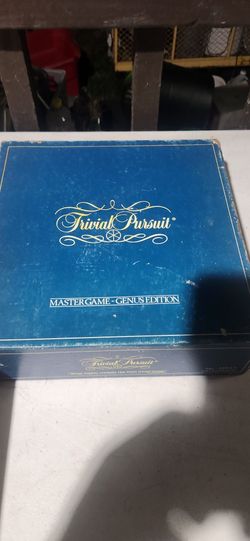 Trivial Pursuit®
MASTER GAME - GENUS EDITION
Trivial Pursuit